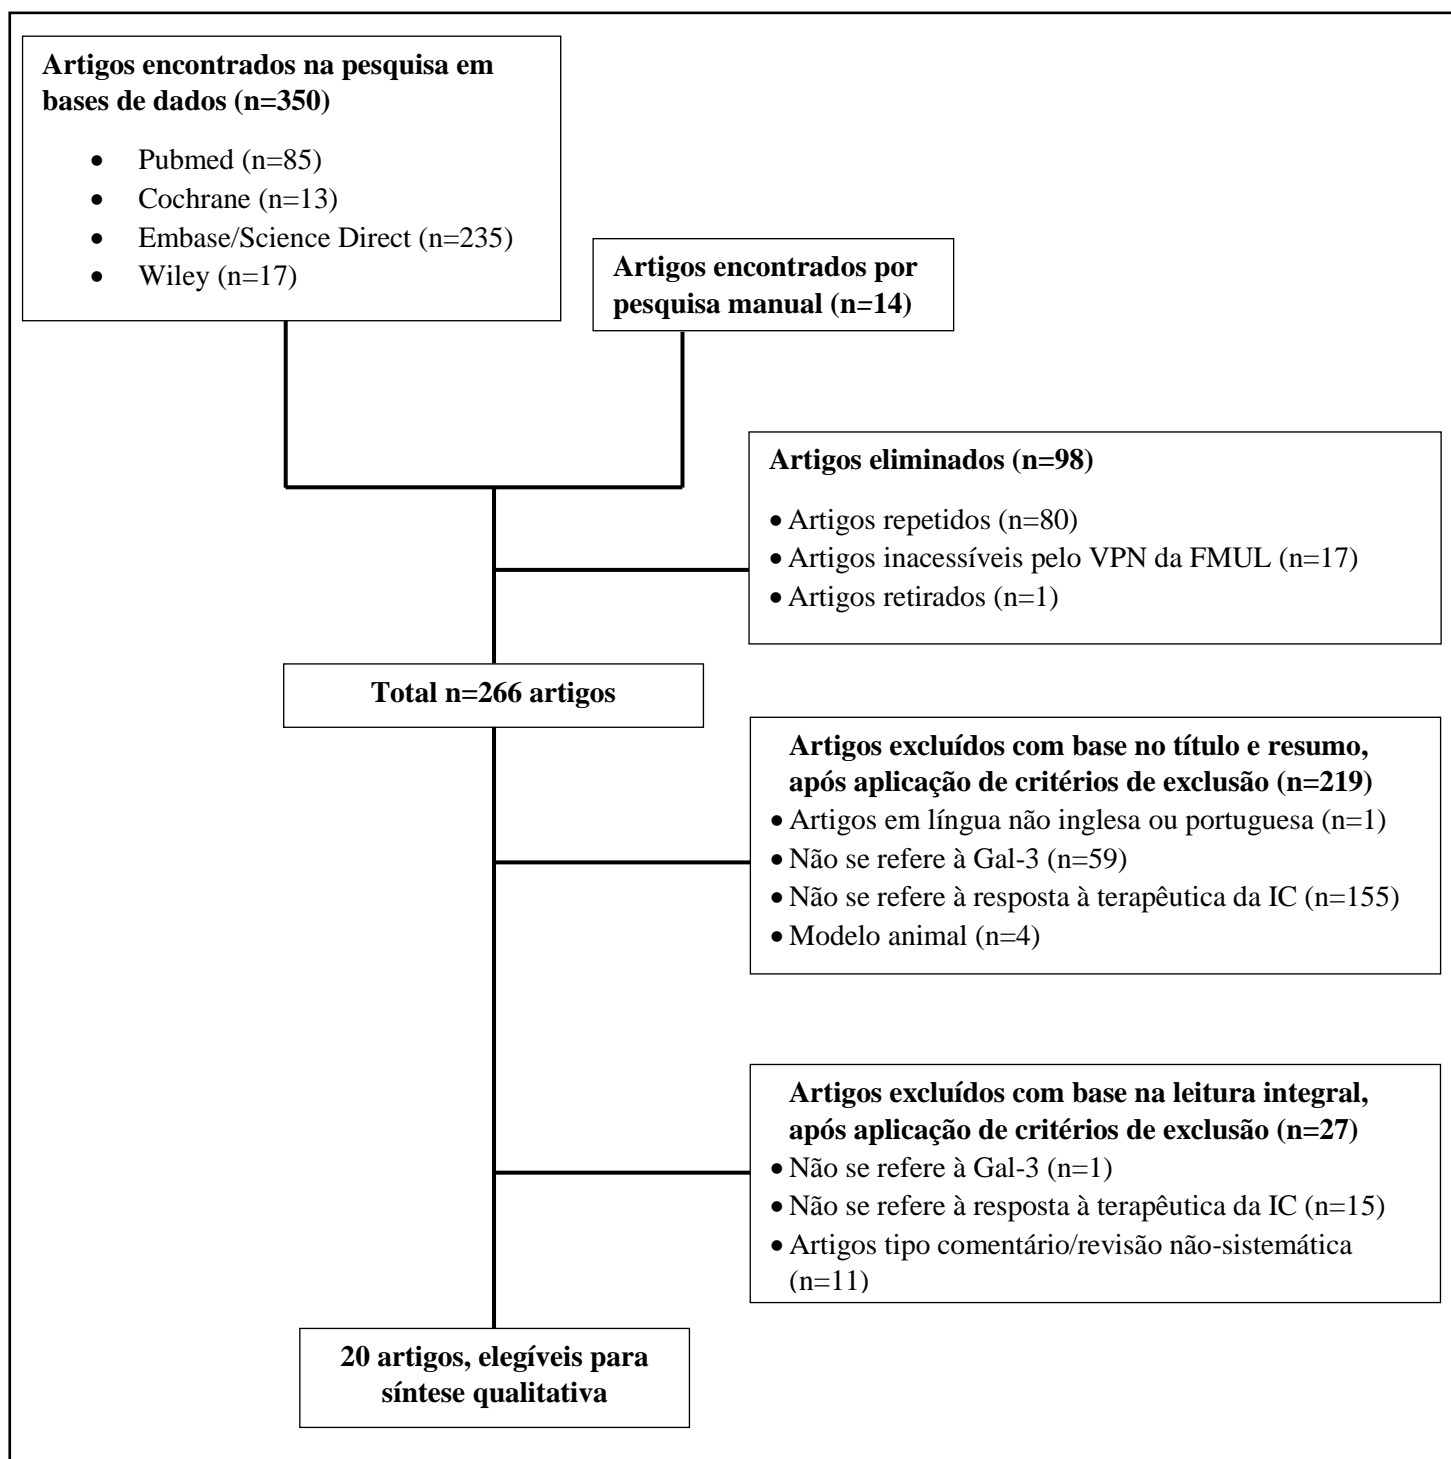 Artigos encontrados na pesquisa em
bases de dados (n=350)
• Pubmed (n=85)
• Cochrane (n=13)
• Embase/Science Direct (n=235)
• Wiley (n=17)
Artigos encontrados por
pesquisa manual (n=14)
Artigos eliminados (n=98)
• Artigos repetidos (n=80)
• Artigos inacessíveis pelo VPN da FMUL (n=17)
• Artigos retirados (n=1)
Total n=266 artigos
Artigos excluídos com base no título e resumo,
após aplicação de critérios de exclusão (n=219)
• Artigos em língua não inglesa ou portuguesa (n=1)
• Não se refere à Gal-3 (n=59)
• Não se refere à resposta à terapêutica da IC (n=155)
• Modelo animal (n=4)
Artigos excluídos com base na leitura integral,
após aplicação de critérios de exclusão (n=27)
• Não se refere à Gal-3 (n=1)
• Não se refere à resposta à terapêutica da IC (n=15)
• Artigos tipo comentário/revisão não-sistemática
(n=11)
20 artigos, elegíveis para
síntese qualitativa